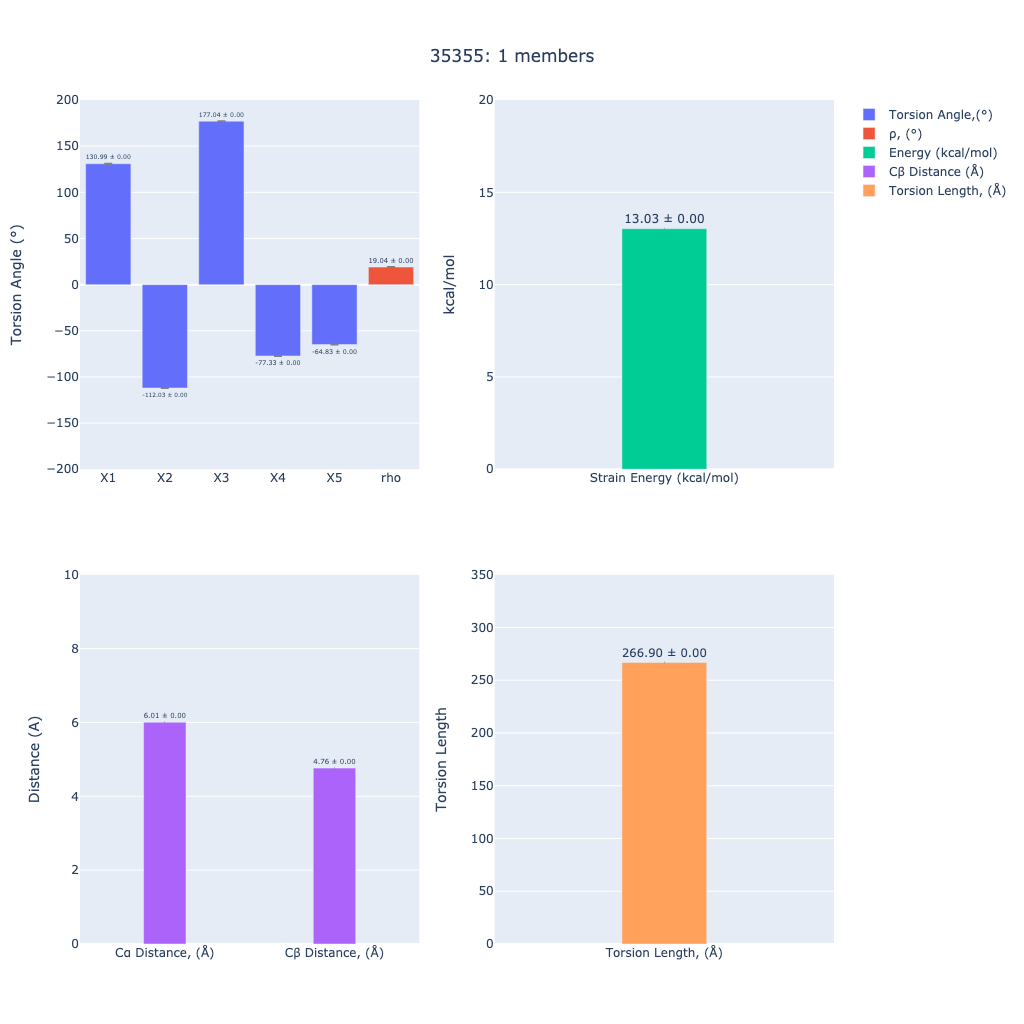 35355: 1 members
Torsion Angle (°)
200
150
100
50
0
−50
−100
−150
−200
130.99 ± 0.00
-112.03 ± 0.00
177.04 ± 0.00
-77.33 ± 0.00
-64.83 ± 0.00
19.04 ± 0.00
X1 X2 X3 X4 X5 rho
kcal/mol
20
15
10
5
0
13.03 ± 0.00
Strain Energy (kcal/mol)
Torsion Angle,(°)
ρ, (°)
Energy (kcal/mol)
Cβ Distance (Å)
Torsion Length, (Å)
Distance (A)
10
8
6
4
2
0
6.01 ± 0.00
4.76 ± 0.00
Cα Distance, (Å) Cβ Distance, (Å)
Torsion Length
350
300
250
200
150
100
50
0
266.90 ± 0.00
Torsion Length, (Å)